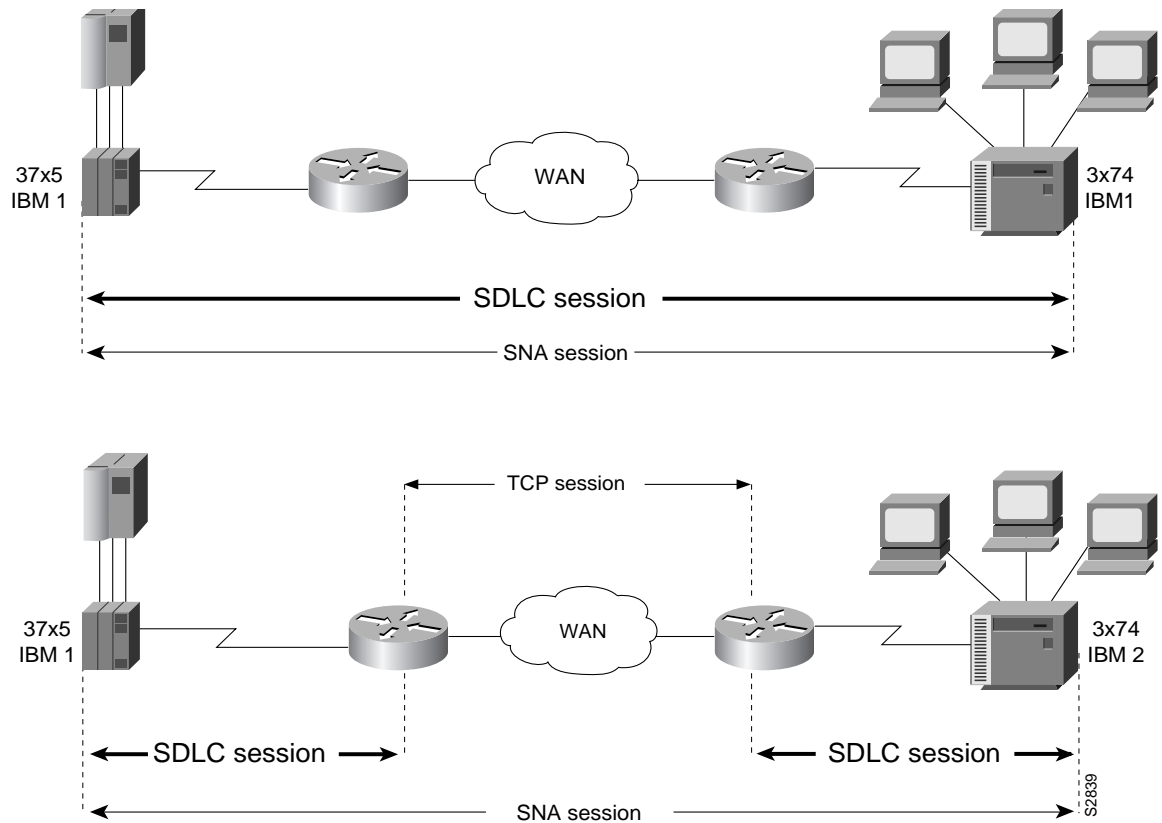 WAN
37x5
IBM 1
3x74
IBM1
SDLC session
SNA session
TCP session
WAN
37x5
IBM 1
3x74
IBM 2
SDLC session
SDLC session
SNA session
S2839